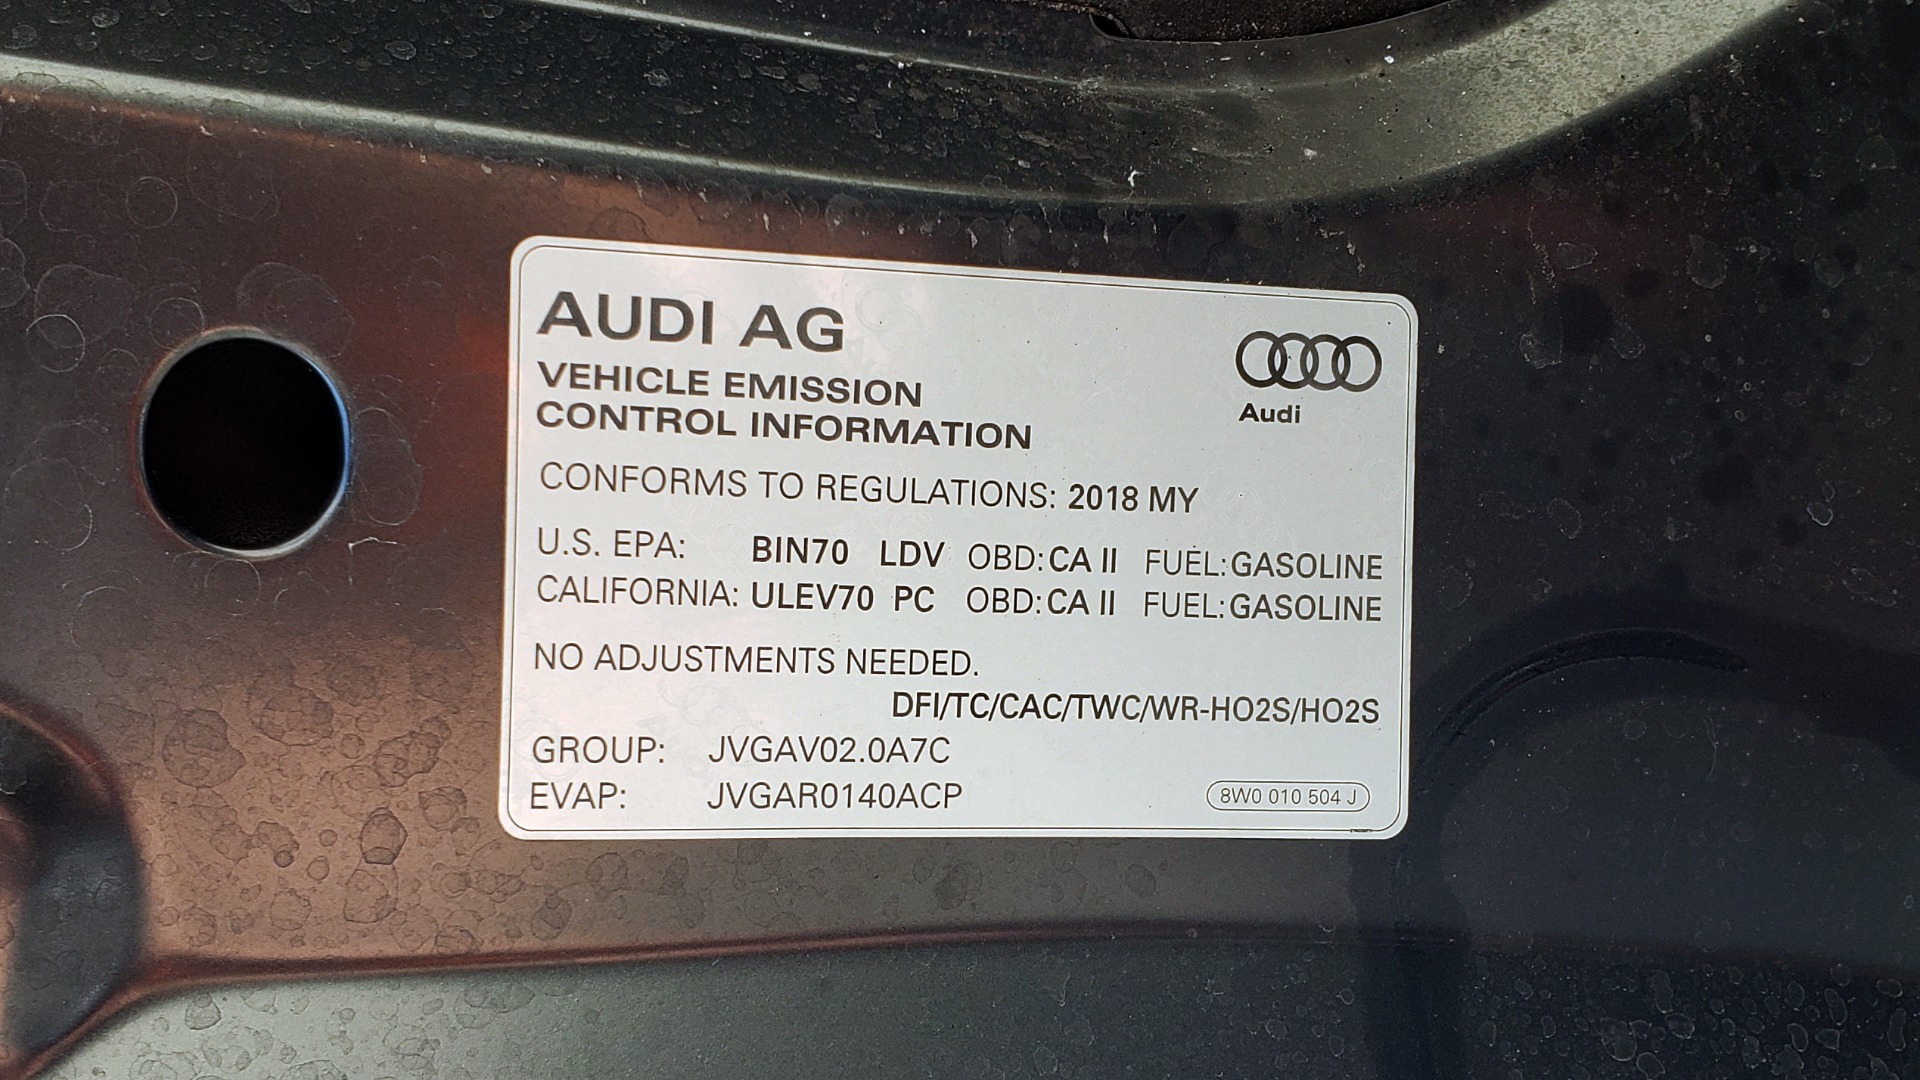 AUDI AG
Audi
VEHICLE EMISSION
CONTROL INFORMATION
CONFORMS TO REGULATIONS: 2018 MY
U.S. EPA: BIN70 LDV OBD: CA II FUEL: GASOLINE
CALIFORNIA: ULEV70 PC OBD: CA II FUEL: GASOLINE
NO ADJUSTMENTS NEEDED.
DFI/TC/CAC/TWC/WR-HO2S/HO2S
GROUP: JVGAV02.0A7C
EVAP: JVGAR0140ACP
8W0 010 504 J